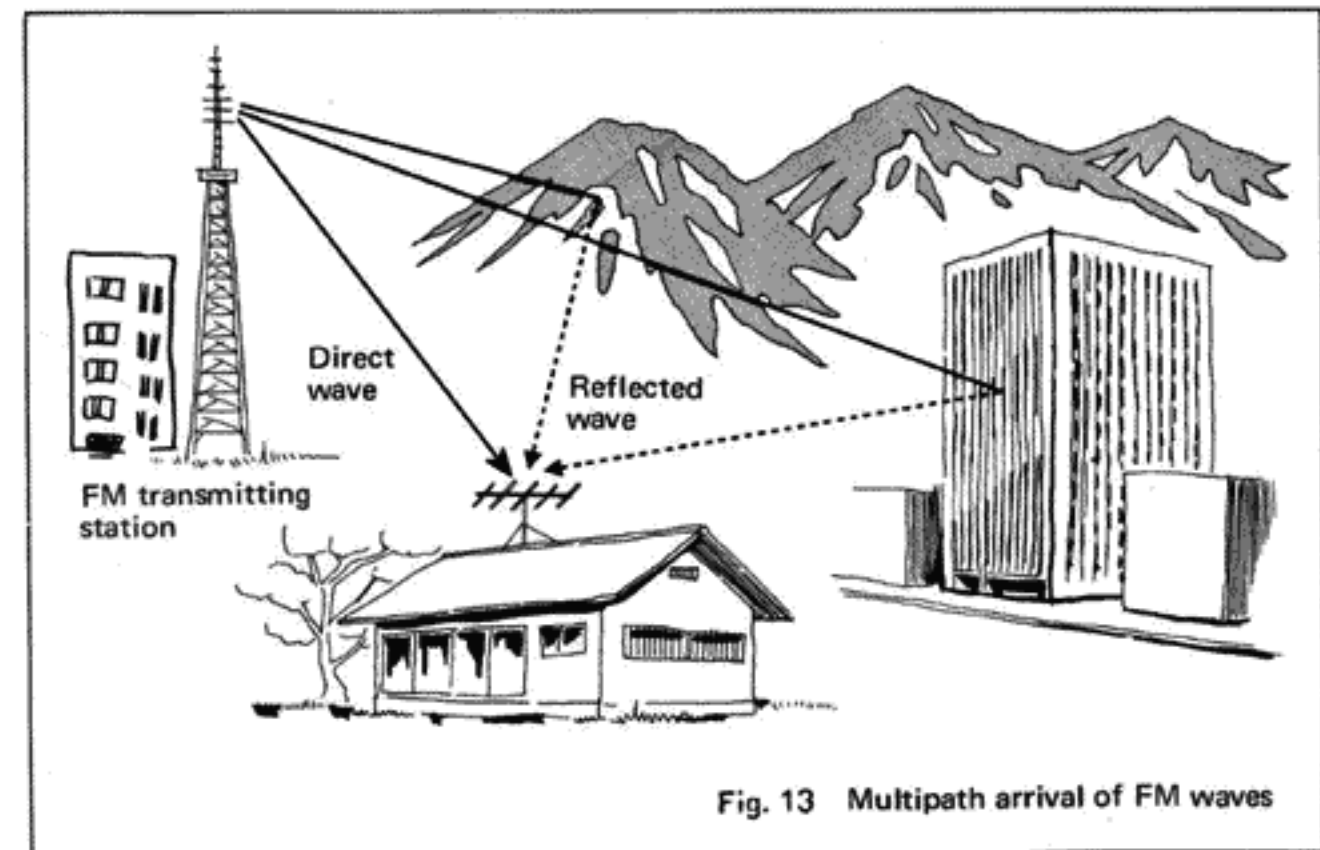 Direct
wave
Reflected
wave
FM transmitting
station
Fig. 13 Multipath arrival of FM waves